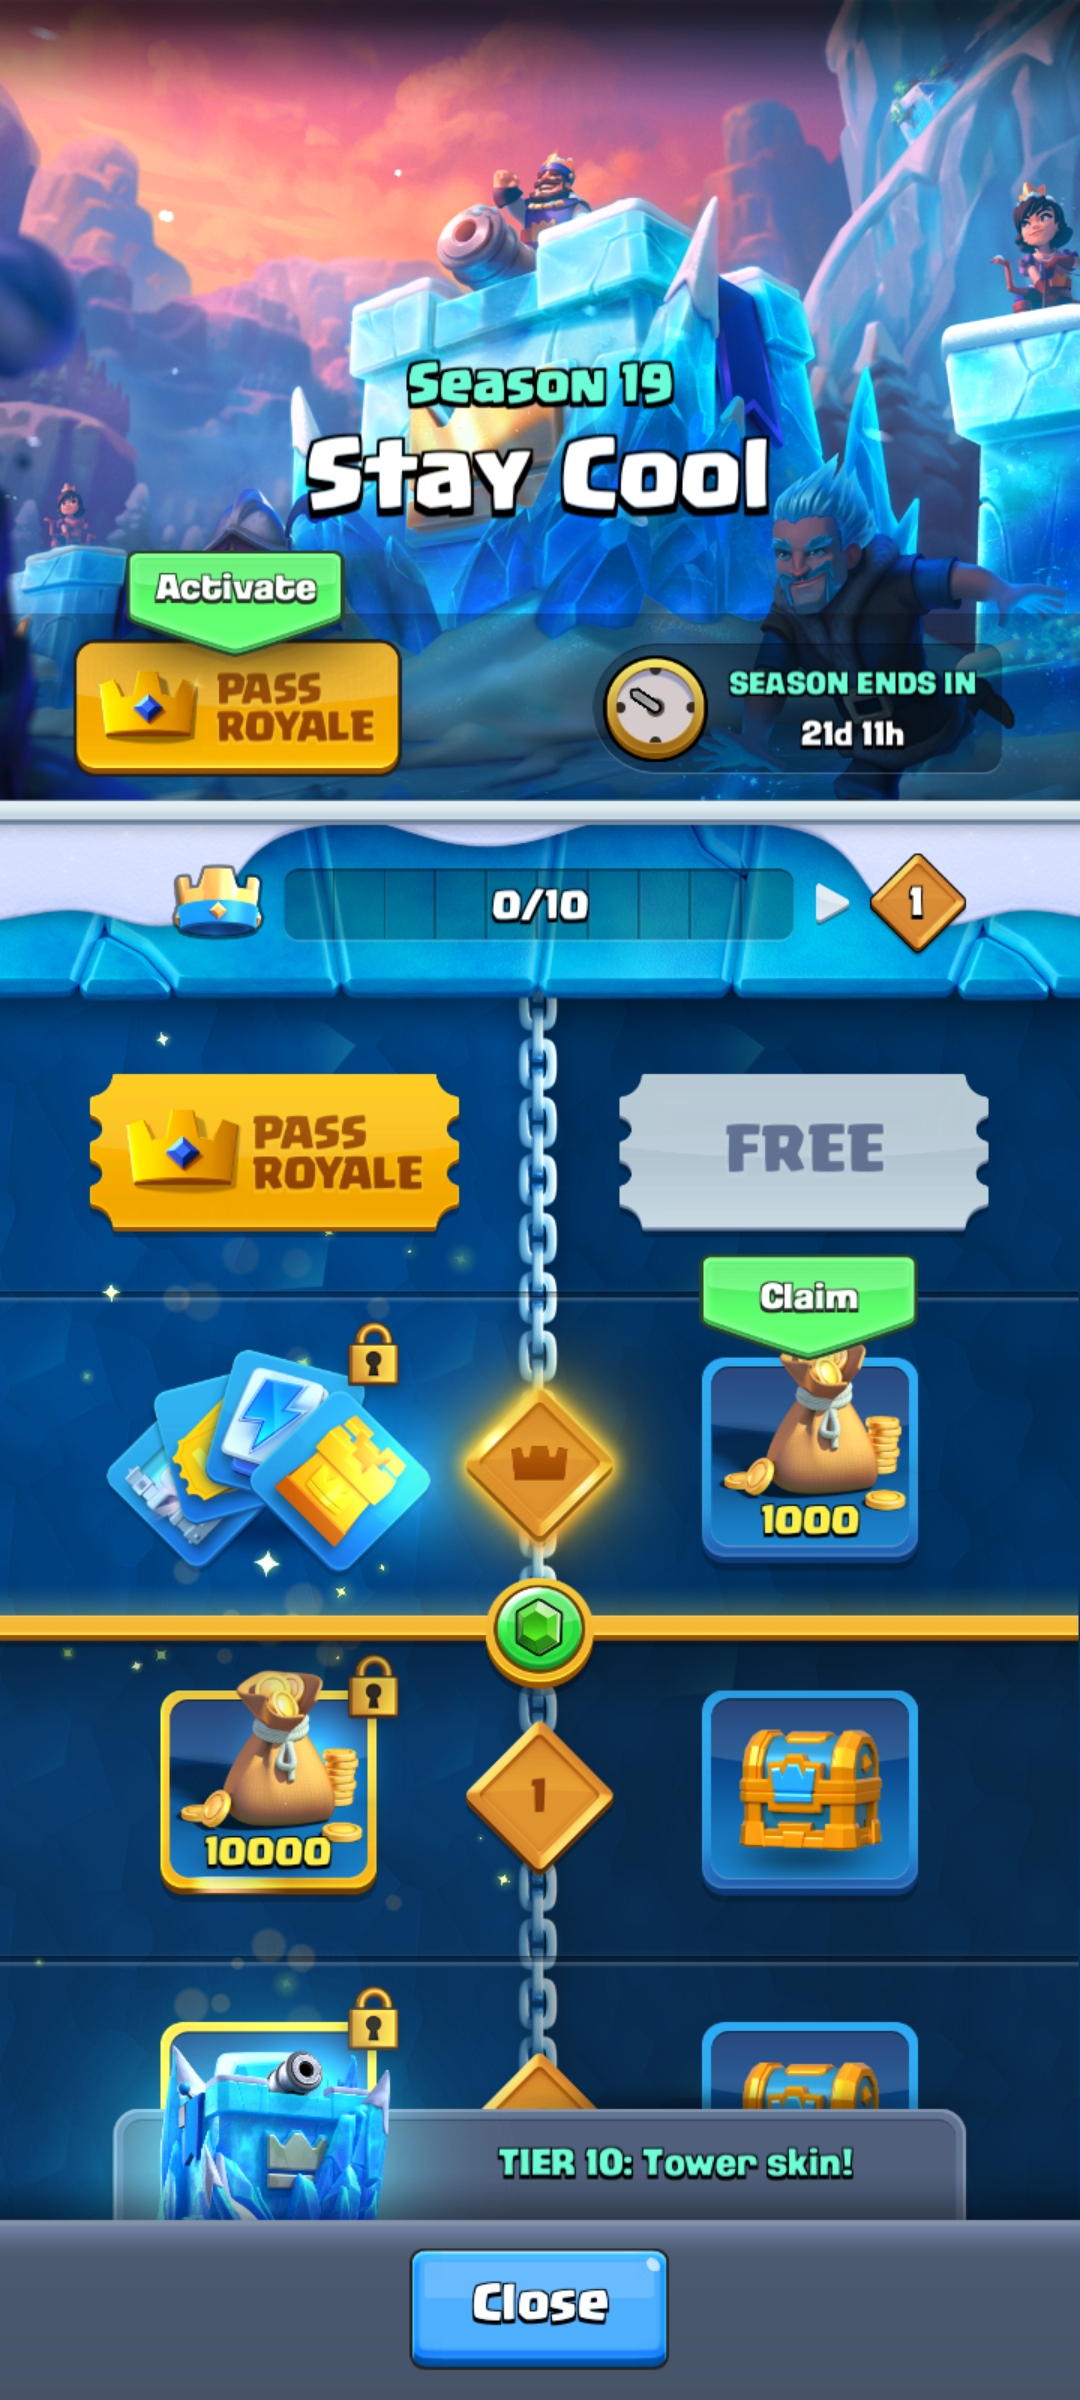 Season 19
Stay Cool
Activate
PASS
ROYALE
SEASON ENDS IN
21d 11h
0/10
1
PASS
ROYALE
FREE
Claim
1000
10000
1
TIER 10: Tower skin!
Close